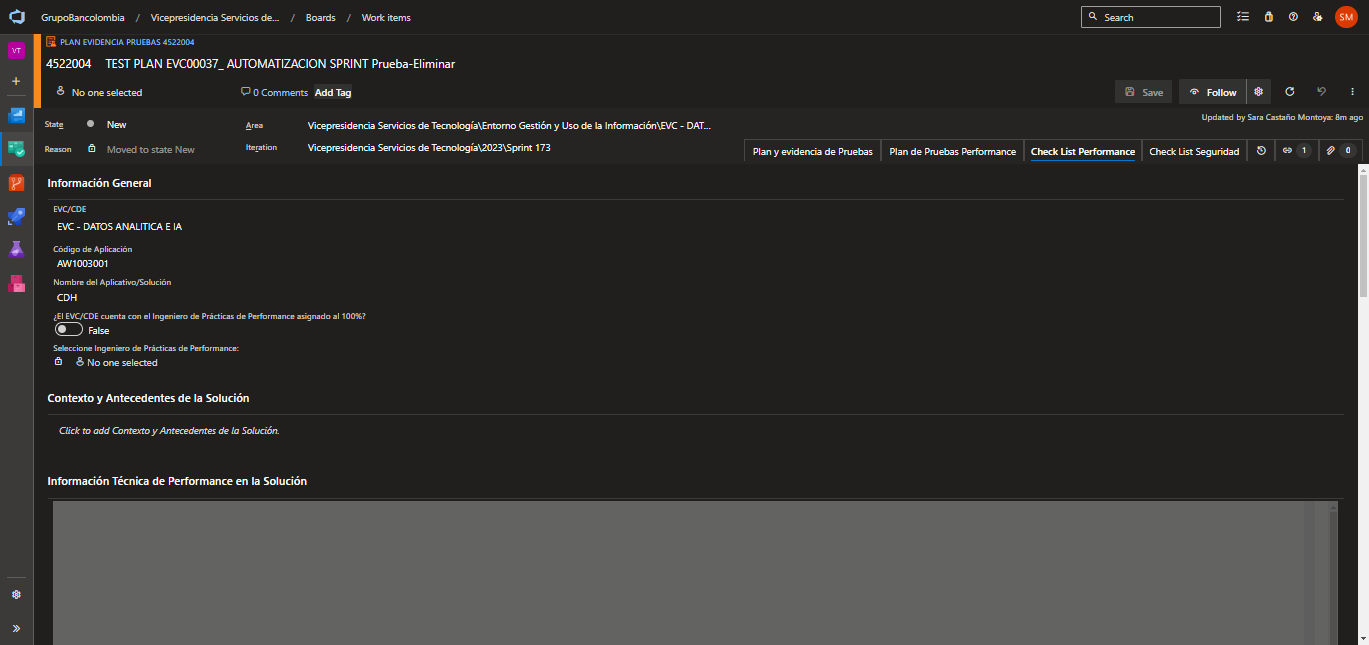 GrupoBancolombia / Vicepresidencia Servicios de... / Boards / Work items
Search
SM
VT
PLAN EVIDENCIA PRUEBAS 4522004
4522004 TEST PLAN EVC00037_ AUTOMATIZACION SPRINT Prueba-Eliminar
No one selected
0 Comments
Add Tag
Save
Follow
Updated by Sara Castaño Montoya: 8m ago
State
New
Area
Vicepresidencia Servicios de Tecnología\Entorno Gestión y Uso de la Información\EVC - DAT...
Reason
Moved to state New
Iteration
Vicepresidencia Servicios de Tecnología\2023\Sprint 173
Plan y evidencia de Pruebas
Plan de Pruebas Performance
Check List Performance
Check List Seguridad
1
0
Información General
EVC/CDE
EVC - DATOS ANALITICA E IA
Código de Aplicación
AW1003001
Nombre del Aplicativo/Solución
CDH
¿El EVC/CDE cuenta con el Ingeniero de Prácticas de Performance asignado al 100%?
False
Seleccione Ingeniero de Prácticas de Performance:
No one selected
Contexto y Antecedentes de la Solución
Click to add Contexto y Antecedentes de la Solución.
Información Técnica de Performance en la Solución